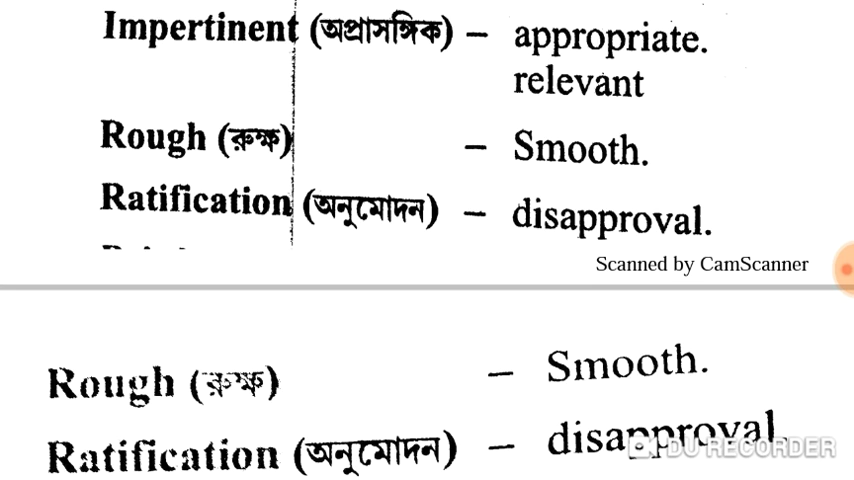 Impertinent (অপ্রাসঙ্গিক) – appropriate.
relevant
Rough (রুক্ষ) – Smooth.
Ratification (অনুমোদন) – disapproval.
Scanned by CamScanner
Rough (রুক্ষ) – Smooth.
Ratification (অনুমোদন) – disapproval.
DU RECORDER